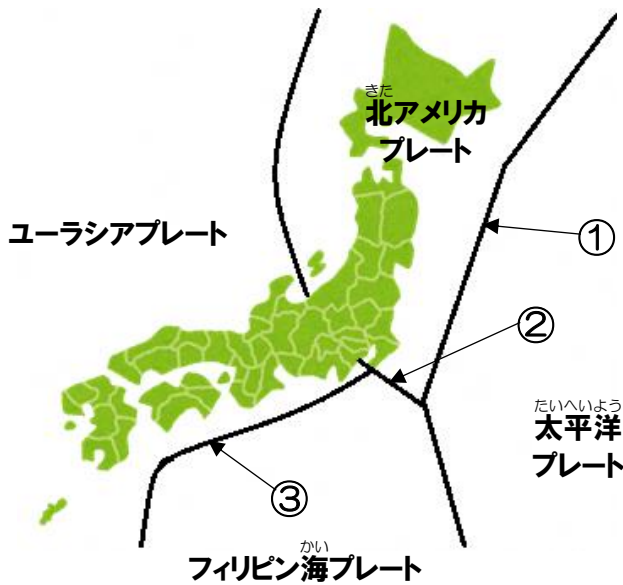 きた
北アメリカ
プレート
ユーラシアプレート
①
②
たいへいよう
太平洋
プレート
③
かい
フィリピン海プレート